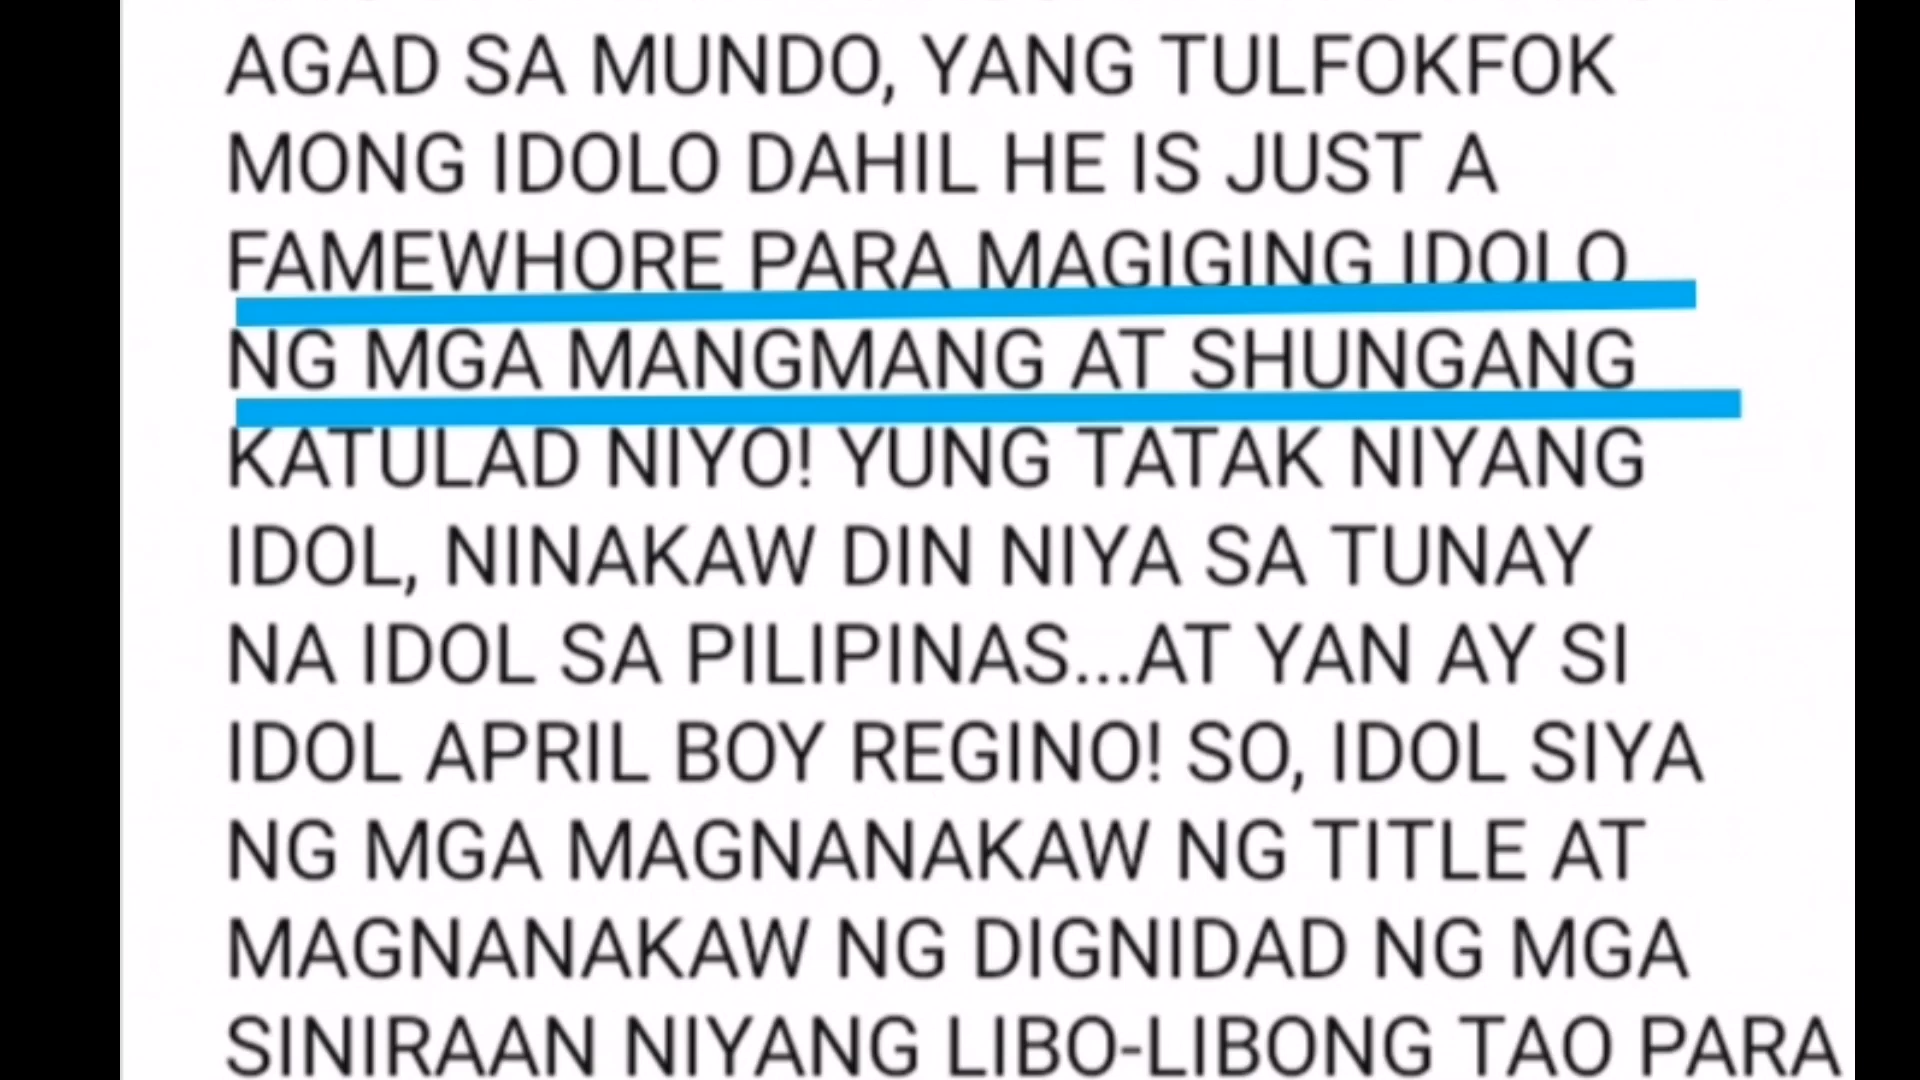 AGAD SA MUNDO, YANG TULFOKFOK
MONG IDOLO DAHIL HE IS JUST A
FAMEWHORE PARA MAGIGING IDOLO
NG MGA MANGMANG AT SHUNGANG
KATULAD NIYO! YUNG TATAK NIYANG
IDOL, NINAKAW DIN NIYA SA TUNAY
NA IDOL SA PILIPINAS...AT YAN AY SI
IDOL APRIL BOY REGINO! SO, IDOL SIYA
NG MGA MAGNANAKAW NG TITLE AT
MAGNANAKAW NG DIGNIDAD NG MGA
SINIRAAN NIYANG LIBO-LIBONG TAO PARA